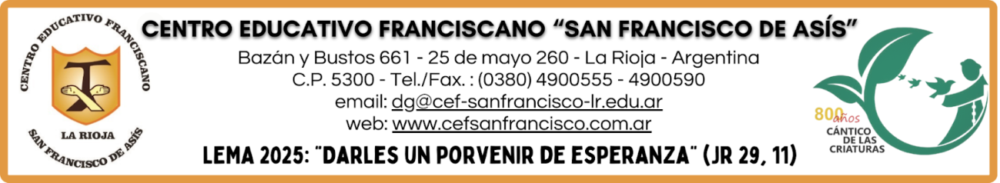 CENTRO EDUCATIVO FRANCISCANO
SAN FRANCISCO DE ASÍS
LA RIOJA
CENTRO EDUCATIVO FRANCISCANO “SAN FRANCISCO DE ASÍS”
Bazán y Bustos 661 - 25 de mayo 260 - La Rioja - Argentina
C.P. 5300 - Tel./Fax. : (0380) 4900555 - 4900590
email: dg@cef-sanfrancisco-lr.edu.ar
web: www.cefsanfrancisco.com.ar
LEMA 2025: "DARLES UN PORVENIR DE ESPERANZA" (JR 29, 11)
800 años
CÁNTICO
DE LAS
CRIATURAS